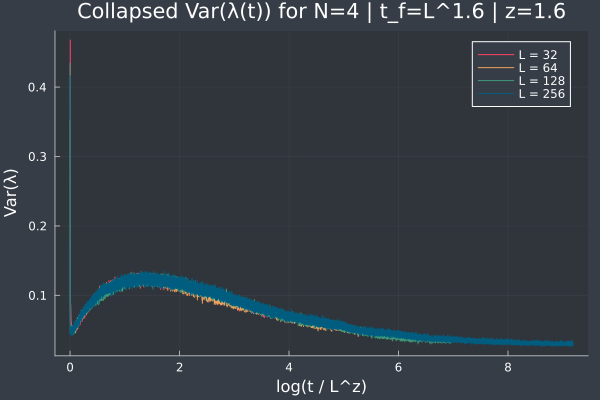 Collapsed Var(λ(t)) for N=4 | t_f=L^1.6 | z=1.6
L = 32
L = 64
L = 128
L = 256
Var(λ)
0.4
0.3
0.2
0.1
0 2 4 6 8
log(t / L^z)